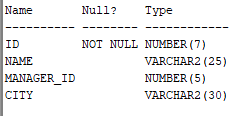 Name       Null?    Type
---------- -------- ------------
ID         NOT NULL NUMBER(7)
NAME                VARCHAR2(25)
MANAGER_ID          NUMBER(5)
CITY                VARCHAR2(30)